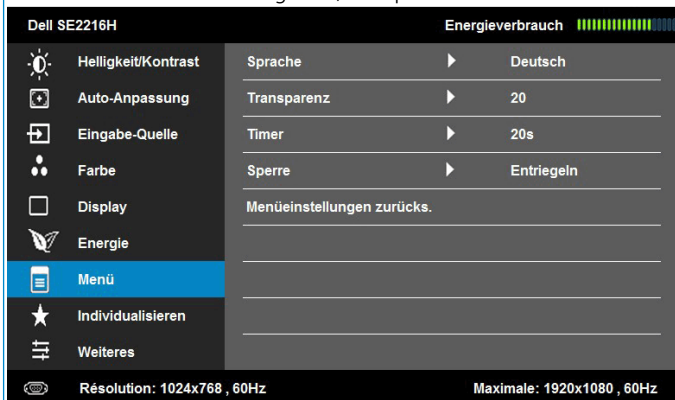 Dell SE2216H Energieverbrauch
Helligkeit/Kontrast Sprache Deutsch
Auto-Anpassung Transparenz 20
Eingabe-Quelle Timer 20s
Farbe Sperre Entriegeln
Display Menüeinstellungen zurücks.
Energie
Menü
Individualisieren
Weiteres
Résolution: 1024x768 , 60Hz Maximale: 1920x1080 , 60Hz